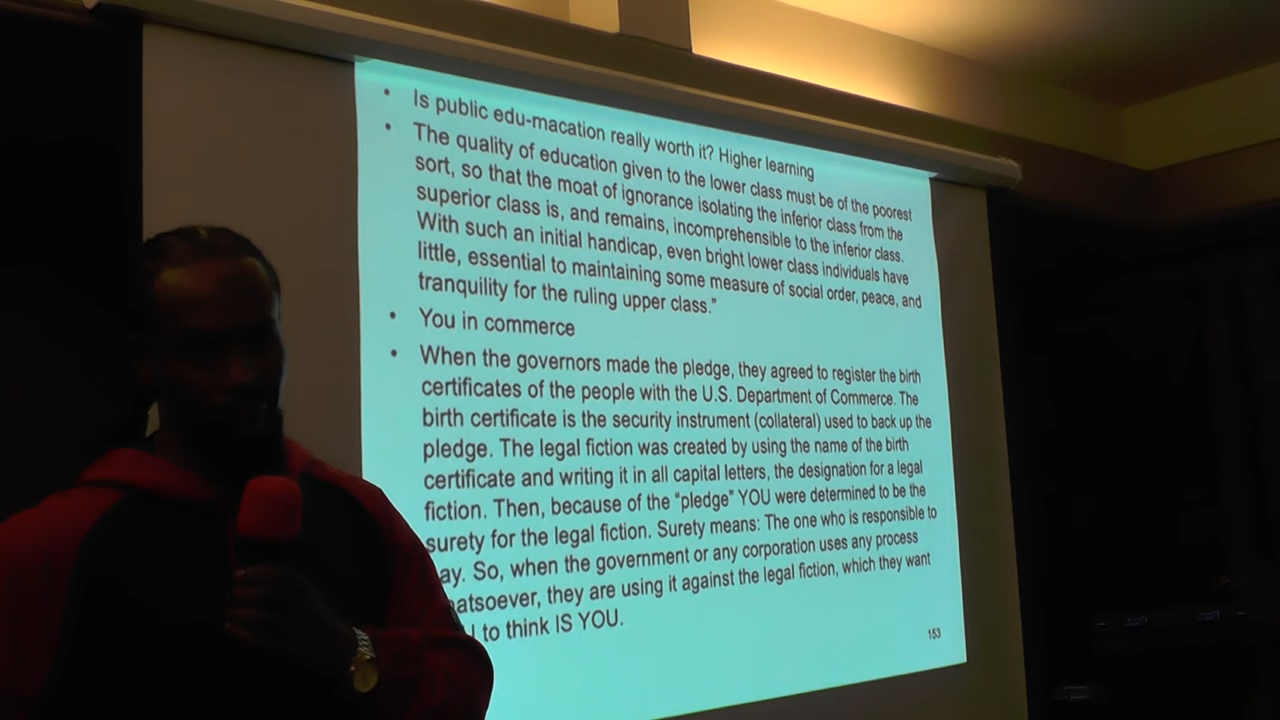 • Is public edu-macation really worth it? Higher learning
• The quality of education given to the lower class must be of the poorest
sort, so that the moat of ignorance isolating the inferior class from the
superior class is, and remains, incomprehensible to the inferior class.
With such an initial handicap, even bright lower class individuals have
little, essential to maintaining some measure of social order, peace, and
tranquility for the ruling upper class."
• You in commerce
• When the governors made the pledge, they agreed to register the birth
certificates of the people with the U.S. Department of Commerce. The
birth certificate is the security instrument (collateral) used to back up the
pledge. The legal fiction was created by using the name of the birth
certificate and writing it in all capital letters, the designation for a legal
fiction. Then, because of the "pledge" YOU were determined to be the
surety for the legal fiction. Surety means: The one who is responsible to
ay. So, when the government or any corporation uses any process
atsoever, they are using it against the legal fiction, which they want
to think IS YOU.
153